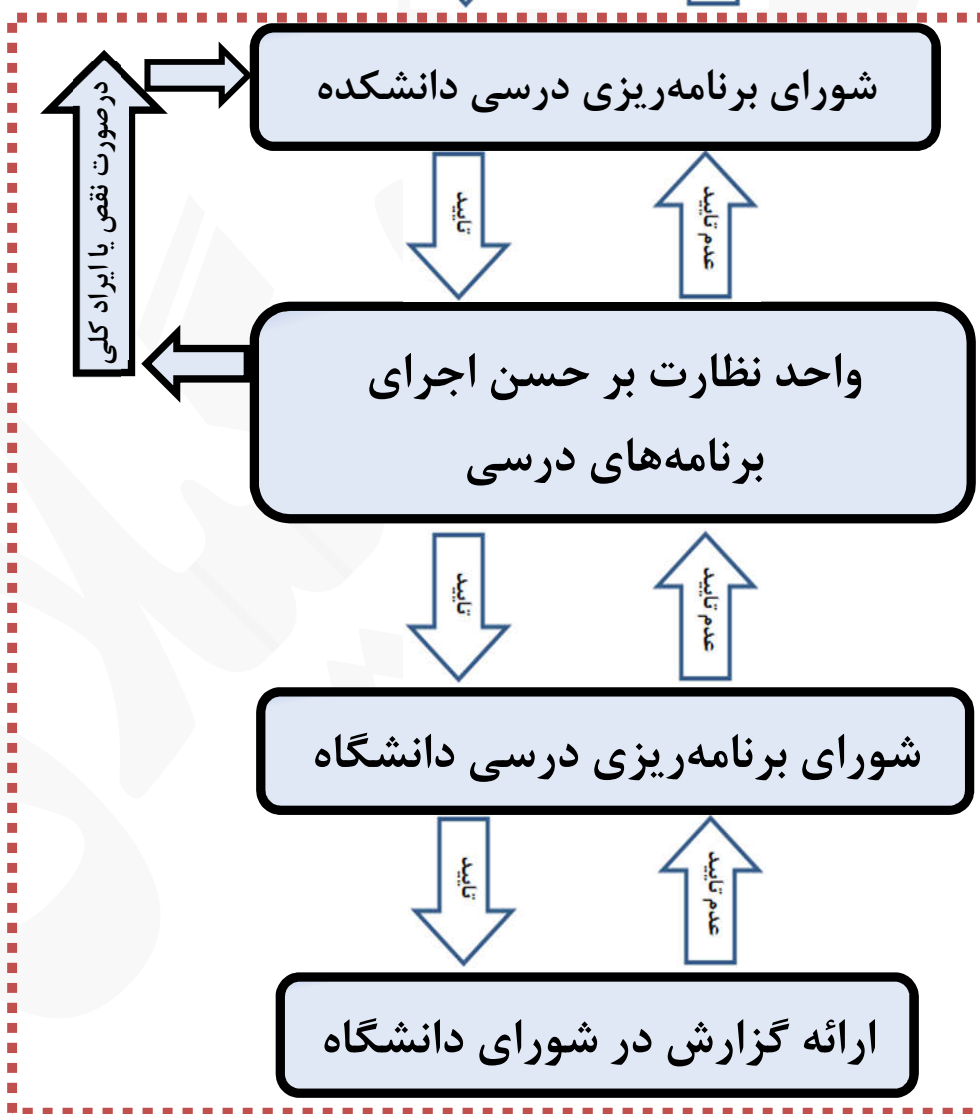 شورای برنامه‌ریزی درسی دانشکده
درصورت نقص یا ایراد کلی
تایید
عدم تایید
واحد نظارت بر حسن اجرای
برنامه‌های درسی
تایید
عدم تایید
شورای برنامه‌ریزی درسی دانشگاه
تایید
عدم تایید
ارائه گزارش در شورای دانشگاه